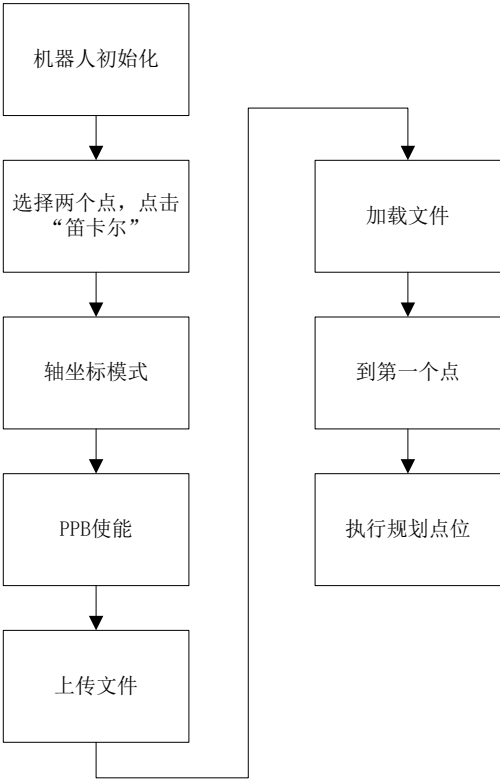 机器人初始化
选择两个点，点击
“笛卡尔”
轴坐标模式
PPB使能
上传文件
加载文件
到第一个点
执行规划点位